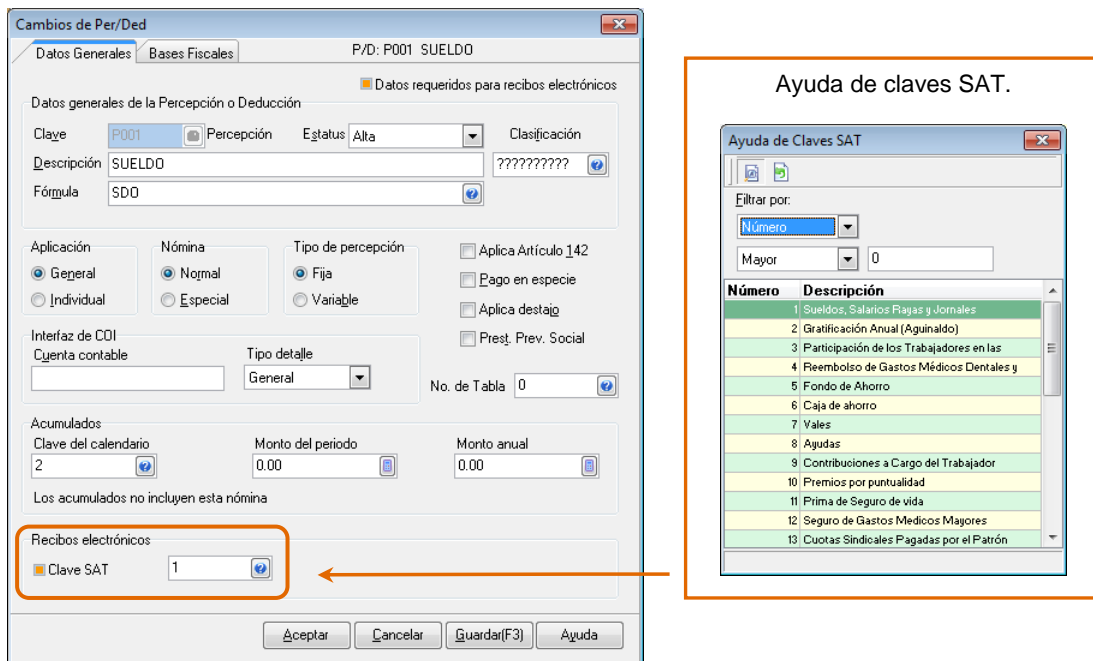 Cambios de Per/Ded
Datos Generales Bases Fiscales P/D: P001 SUELDO
Datos requeridos para recibos electrónicos
Datos generales de la Percepción o Deducción
Clave P001 Percepción Estatus Alta Clasificación
Descripción SUELDO ??????????
Fórmula SDO
Aplicación Nómina Tipo de percepción Aplica Artículo 142
General Normal Fija Pago en especie
Individual Especial Variable Aplica destajo
Prest. Prev. Social
Interfaz de COI
Cuenta contable Tipo detalle
General No. de Tabla 0
Acumulados
Clave del calendario Monto del periodo Monto anual
2 0.00 0.00
Los acumulados no incluyen esta nómina
Recibos electrónicos
Clave SAT 1
Aceptar Cancelar Guardar(F3) Ayuda
Ayuda de claves SAT.
Ayuda de Claves SAT
Filtrar por:
Número
Mayor 0
Número Descripción
1 Sueldos, Salarios Rayas y Jornales
2 Gratificación Anual (Aguinaldo)
3 Participación de los Trabajadores en las
4 Reembolso de Gastos Médicos Dentales y
5 Fondo de Ahorro
6 Caja de ahorro
7 Vales
8 Ayudas
9 Contribuciones a Cargo del Trabajador
10 Premios por puntualidad
11 Prima de Seguro de vida
12 Seguro de Gastos Medicos Mayores
13 Cuotas Sindicales Pagadas por el Patrón